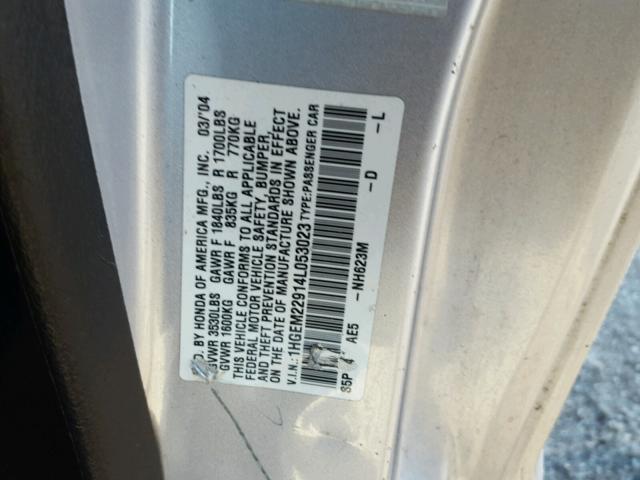 D. BY HONDA OF AMERICA MFG., INC. 03/'04
GVWR 3530LBS GAWR F 1840LBS R 1700LBS
GVWR 1600KG GAWR F 835KG R 770KG
THIS VEHICLE CONFORMS TO ALL APPLICABLE
FEDERAL MOTOR VEHICLE SAFETY, BUMPER,
AND THEFT PREVENTION STANDARDS IN EFFECT
ON THE DATE OF MANUFACTURE SHOWN ABOVE.
V.I.N.:1HGEM22914L053023 TYPE:PASSENGER CAR
S5P 4 AE5 -NH623M -D -L